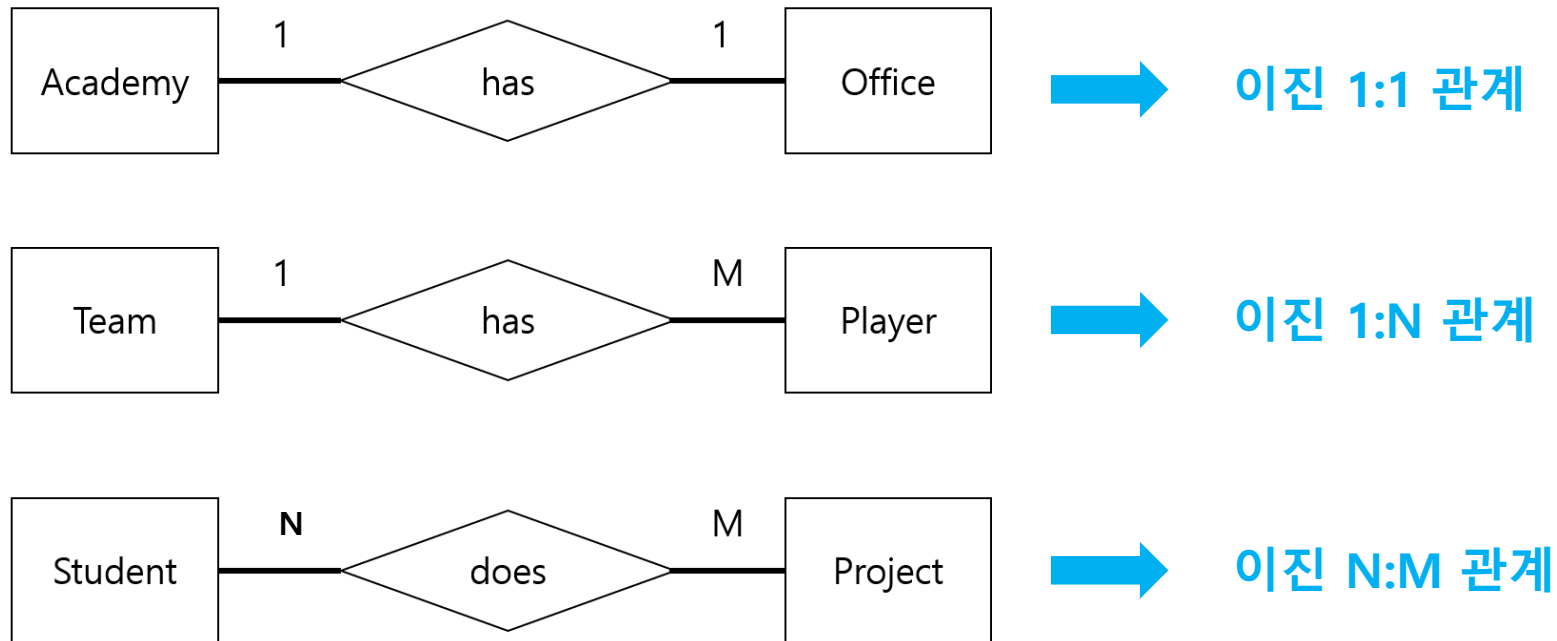 1 1
Academy has Office 이진 1:1 관계
1 M
Team has Player 이진 1:N 관계
N M
Student does Project 이진 N:M 관계